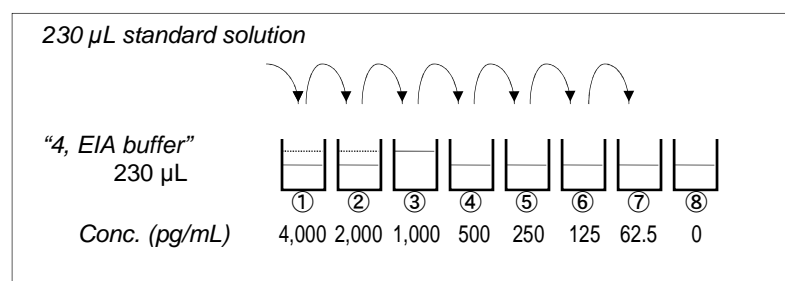 230 µL standard solution
“4, EIA buffer”
230 µL
① ② ③ ④ ⑤ ⑥ ⑦ ⑧
Conc. (pg/mL) 4,000 2,000 1,000 500 250 125 62.5 0